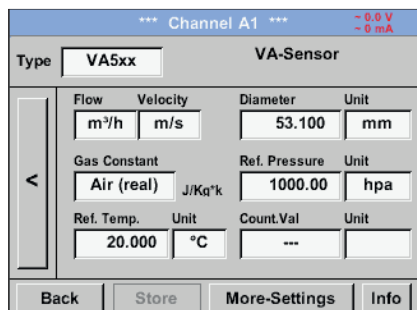 *** Channel A1 ***
~ 0.0 V
~ 0 mA
Type VA5xx VA-Sensor
Flow Velocity Diameter Unit
m³/h m/s 53.100 mm
Gas Constant Ref. Pressure Unit
< Air (real) J/Kg*k 1000.00 hpa
Ref. Temp. Unit Count.Val Unit
20.000 °C ---
Back Store More-Settings Info